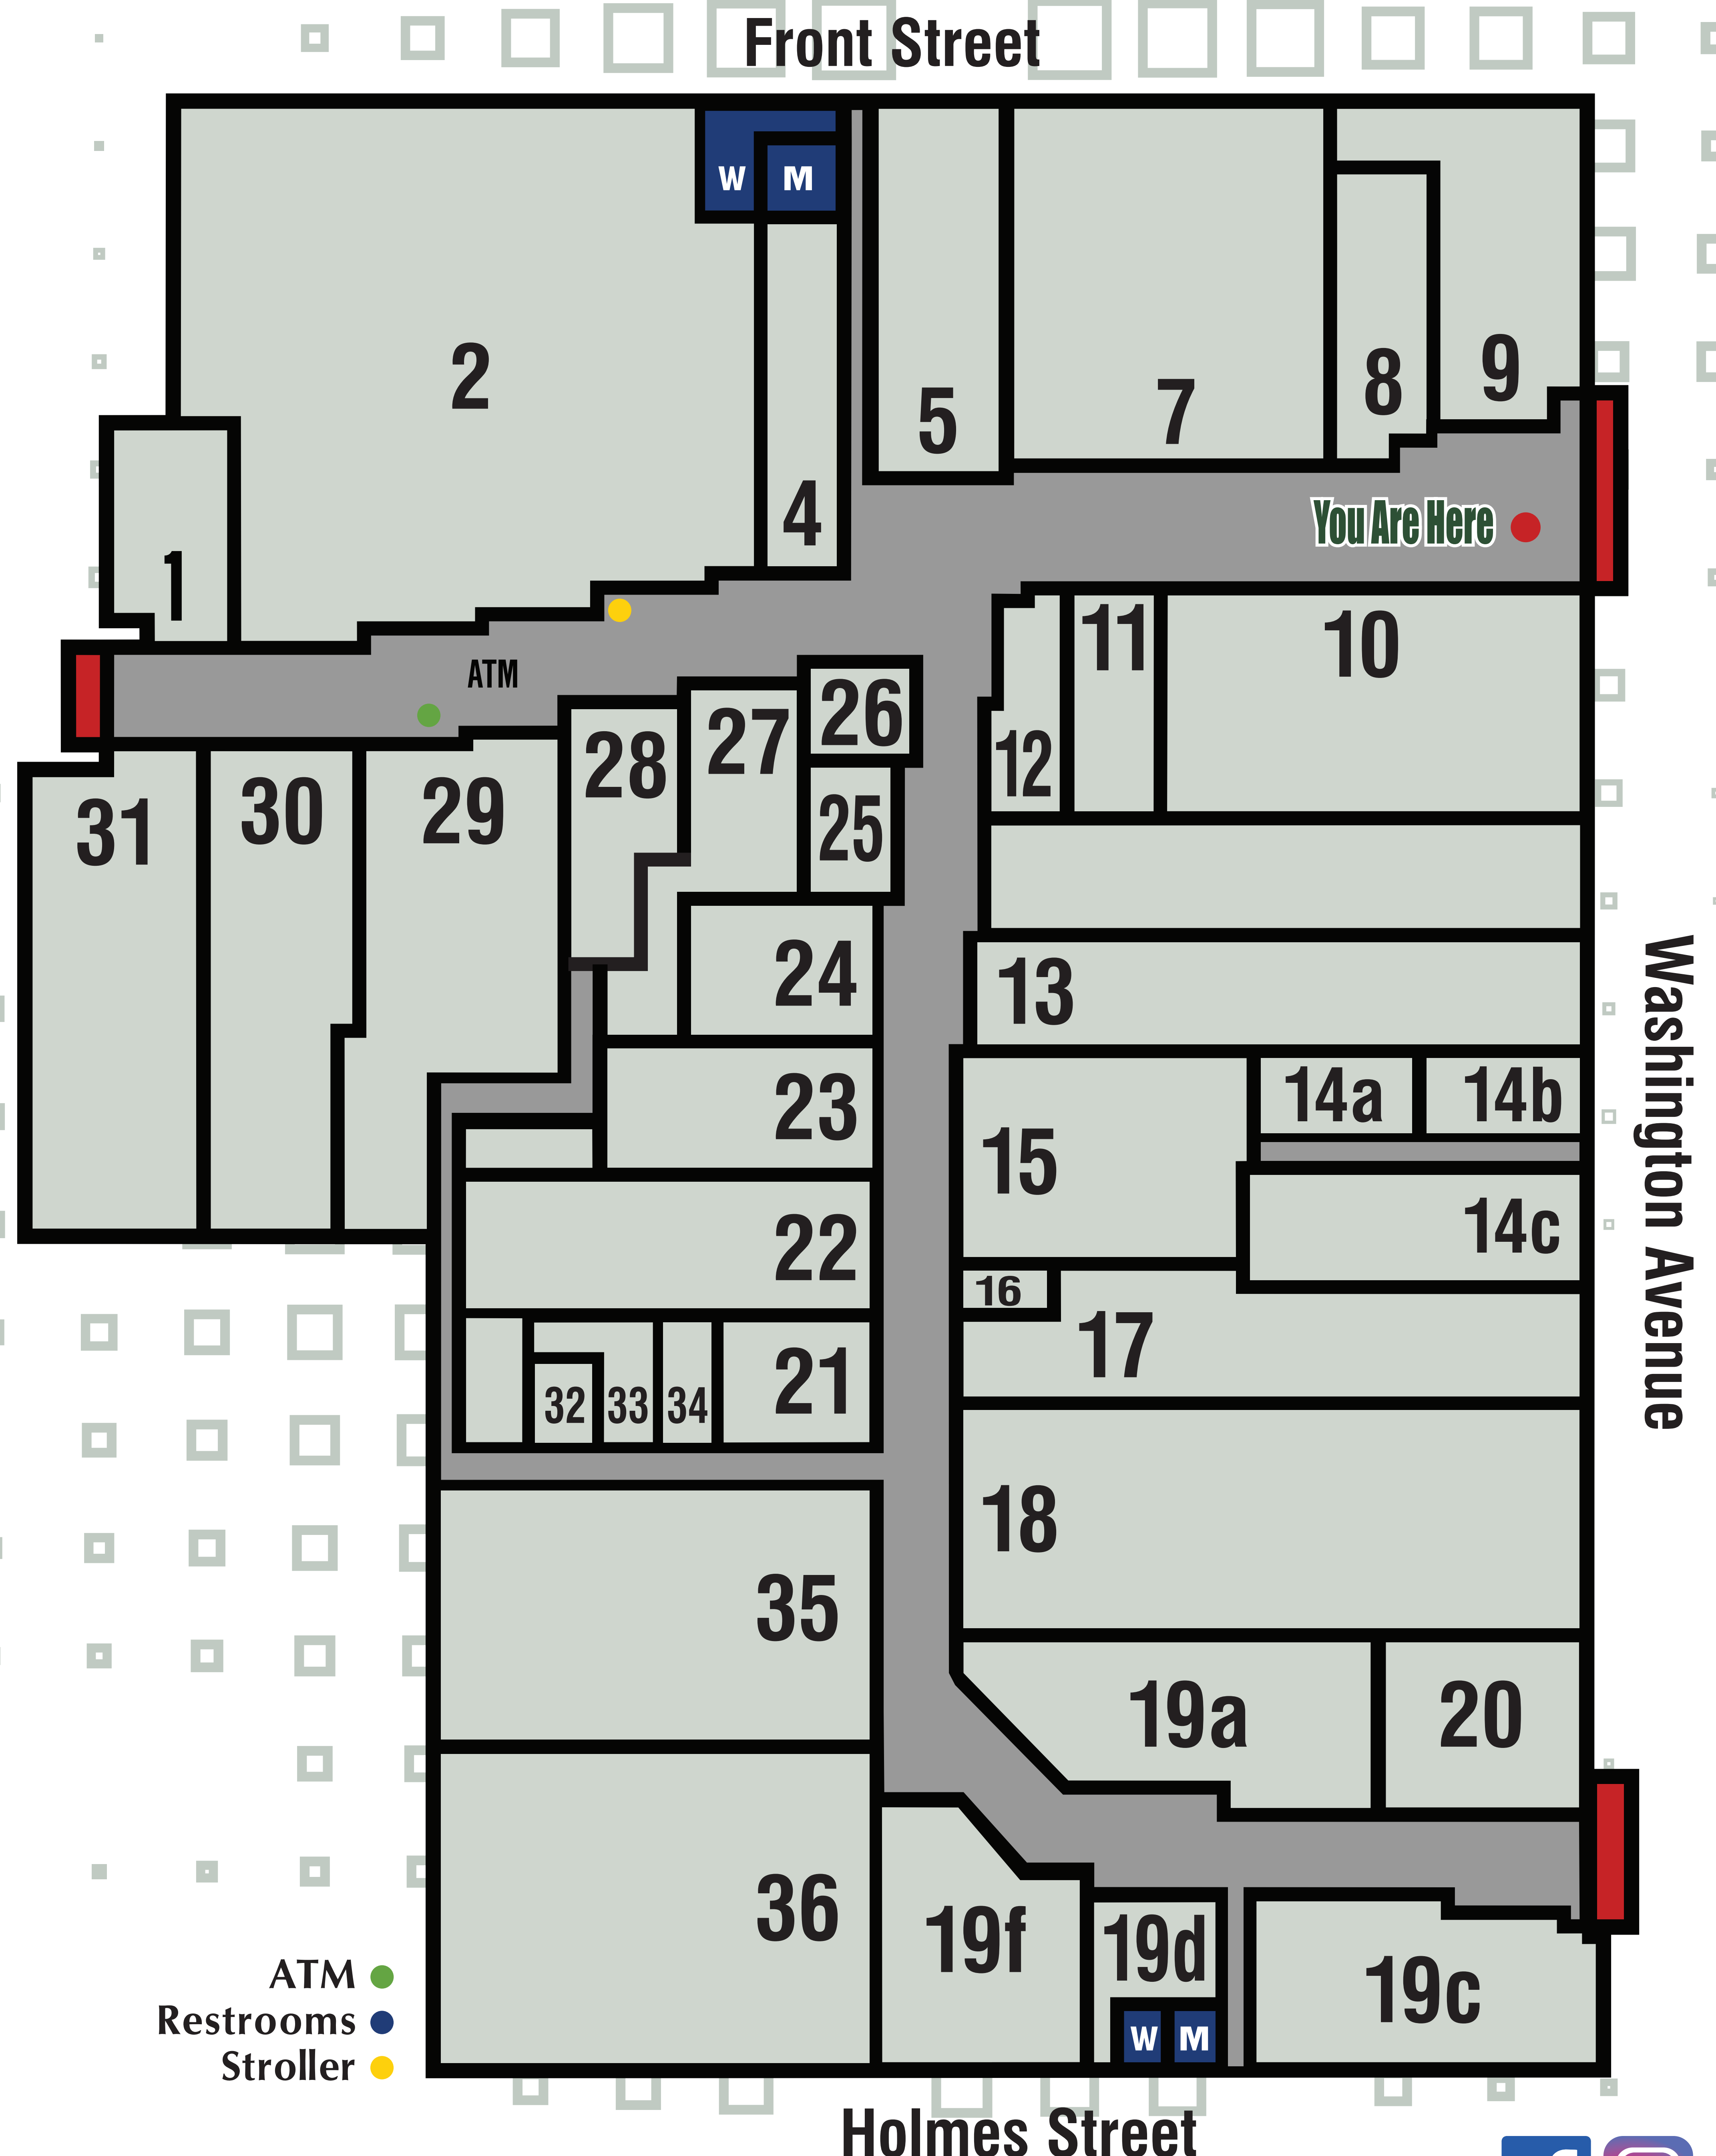 Front Street
W M
2
9
8
7
5
4
You Are Here
1
11
10
ATM
26
27
12
28
30
29
31
25
24
13
14a
14b
23
15
14c
22
16
17
21
32
33
34
18
35
19a
20
36
19f
19d
19c
W M
Washington Avenue
ATM
Restrooms
Stroller
Holmes Street